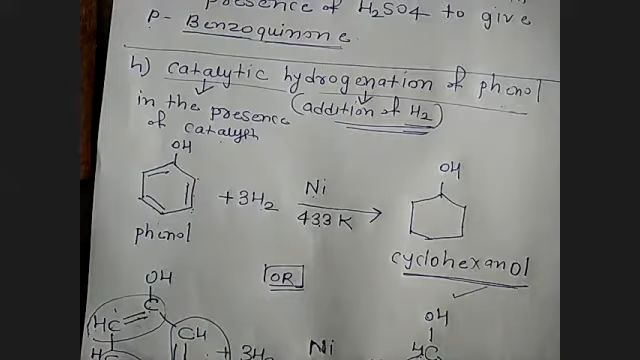 presence of H2SO4 to give
p- Benzoquinone.
h) catalytic hydrogenation of phenol
in the presence of catalyst
(addition of H2)
OH
OH
+ 3H2
Ni
433 K
phenol
cyclohexanol
OR
OH
C
HC
CH
+ 3H2
Ni
OH
C